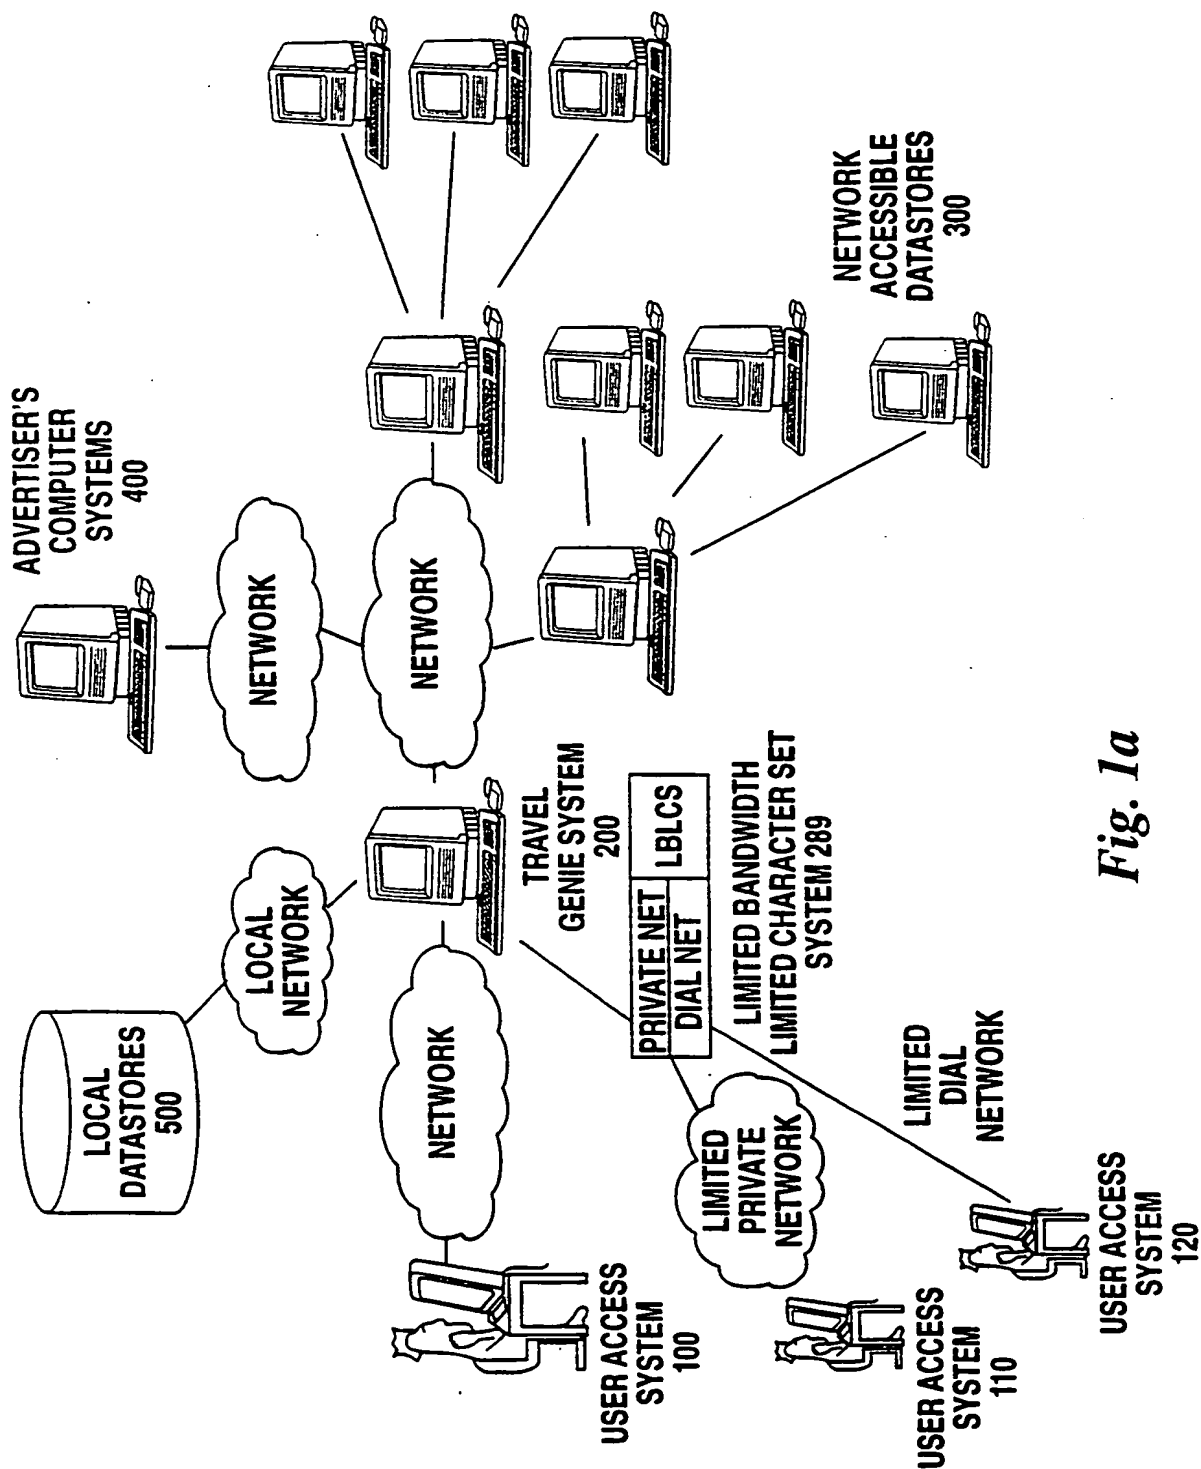 LOCAL
DATASTORES
500
ADVERTISER'S
COMPUTER
SYSTEMS
400
LOCAL
NETWORK
NETWORK
NETWORK
NETWORK
USER ACCESS
SYSTEM
100
TRAVEL
GENIE SYSTEM
200
PRIVATE NET
DIAL NET
LBLCS
LIMITED BANDWIDTH
LIMITED CHARACTER SET
SYSTEM 289
LIMITED
PRIVATE
NETWORK
NETWORK
ACCESSIBLE
DATASTORES
300
USER ACCESS
SYSTEM
110
LIMITED
DIAL
NETWORK
USER ACCESS
SYSTEM
120
Fig. 1a